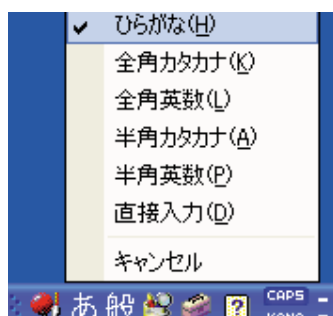 ひらがな(H)
全角カタカナ(K)
全角英数(L)
半角カタカナ(A)
半角英数(P)
直接入力(D)
キャンセル
あ 般 ? CAPS
KANA